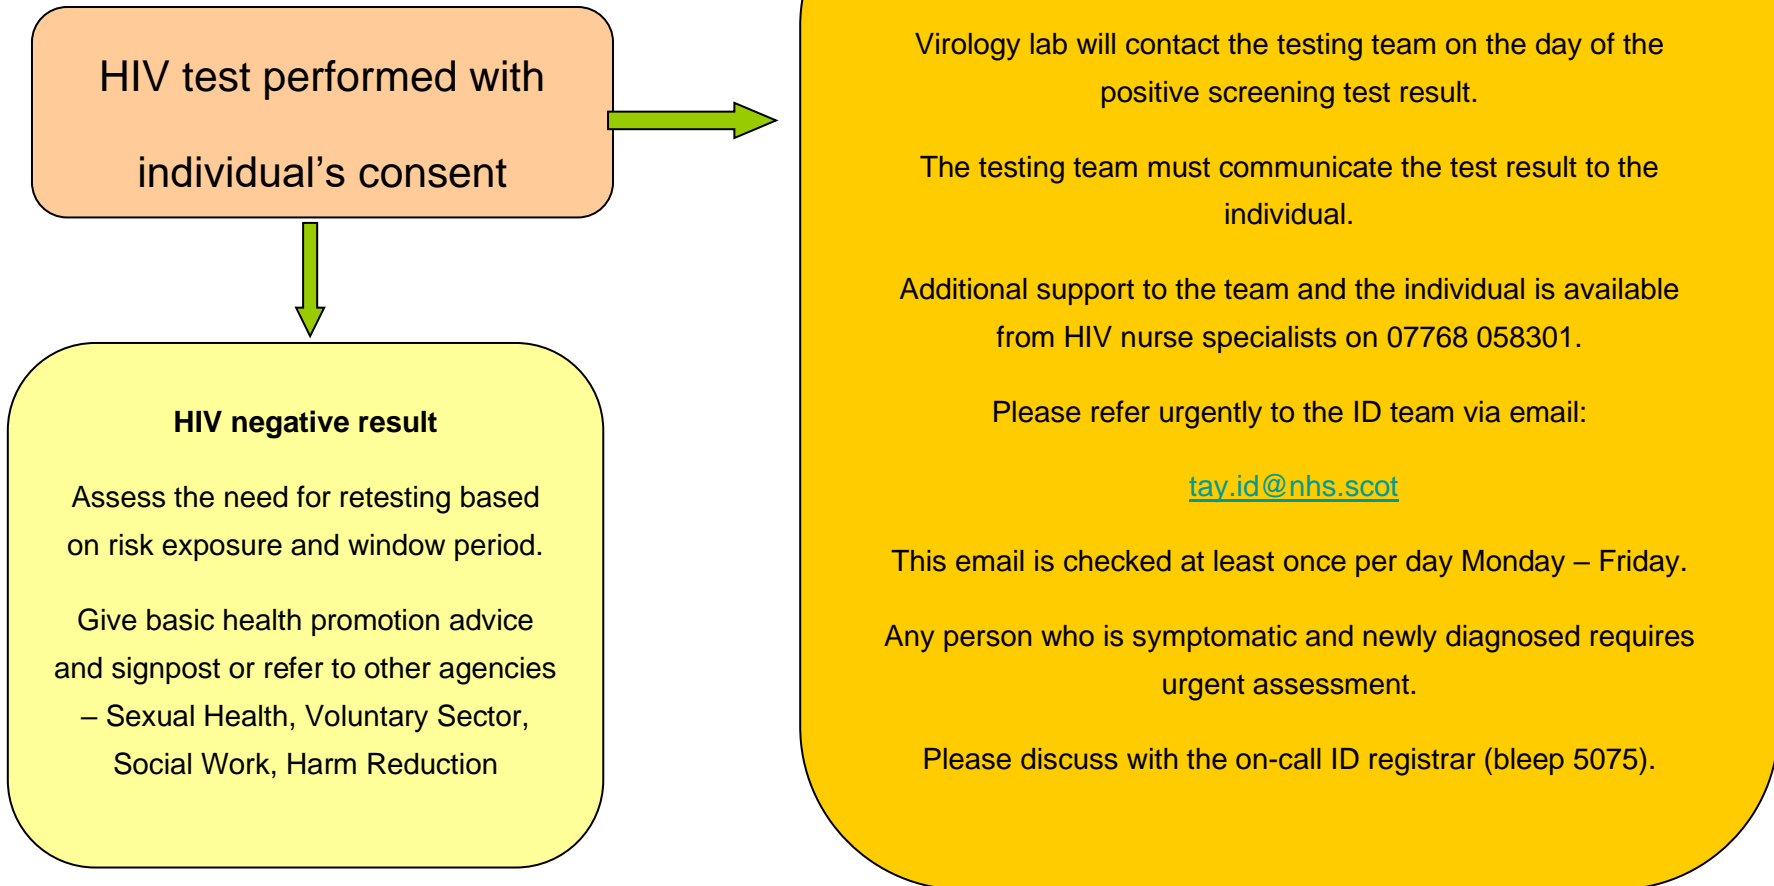 HIV test performed with
individual’s consent
HIV negative result
Assess the need for retesting based
on risk exposure and window period.
Give basic health promotion advice
and signpost or refer to other agencies
– Sexual Health, Voluntary Sector,
Social Work, Harm Reduction
Virology lab will contact the testing team on the day of the
positive screening test result.
The testing team must communicate the test result to the
individual.
Additional support to the team and the individual is available
from HIV nurse specialists on 07768 058301.
Please refer urgently to the ID team via email:
tay.id@nhs.scot
This email is checked at least once per day Monday – Friday.
Any person who is symptomatic and newly diagnosed requires
urgent assessment.
Please discuss with the on-call ID registrar (bleep 5075).